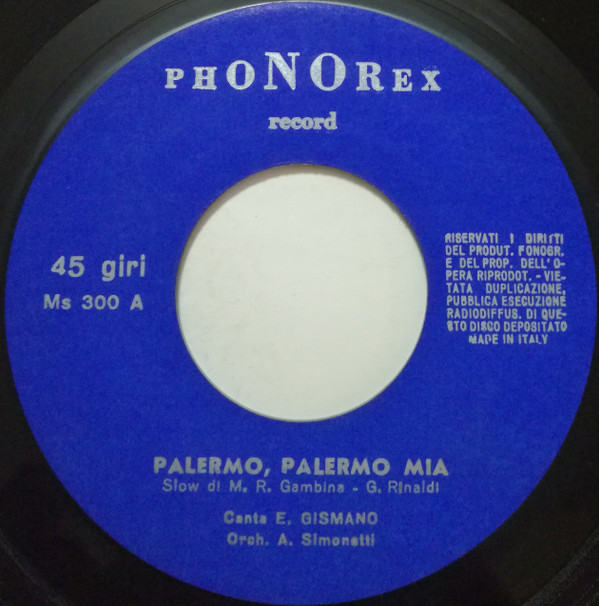 PHONOREX
record
45 giri
Ms 300 A
RISERVATI I DIRITTI
DEL PRODUT. FONOGR.
E DEL PROP. DELL'O-
PERA RIPRODOT. - VIE-
TATA DUPLICAZIONE,
PUBBLICA ESECUZIONE
RADIODIFFUS. DI QUE-
STO DISCO DEPOSITATO
MADE IN ITALY
PALERMO, PALERMO MIA
Slow di M. R. Gambina - G. Rinaldi
Canta E. GISMANO
Orch. A. Simonetti